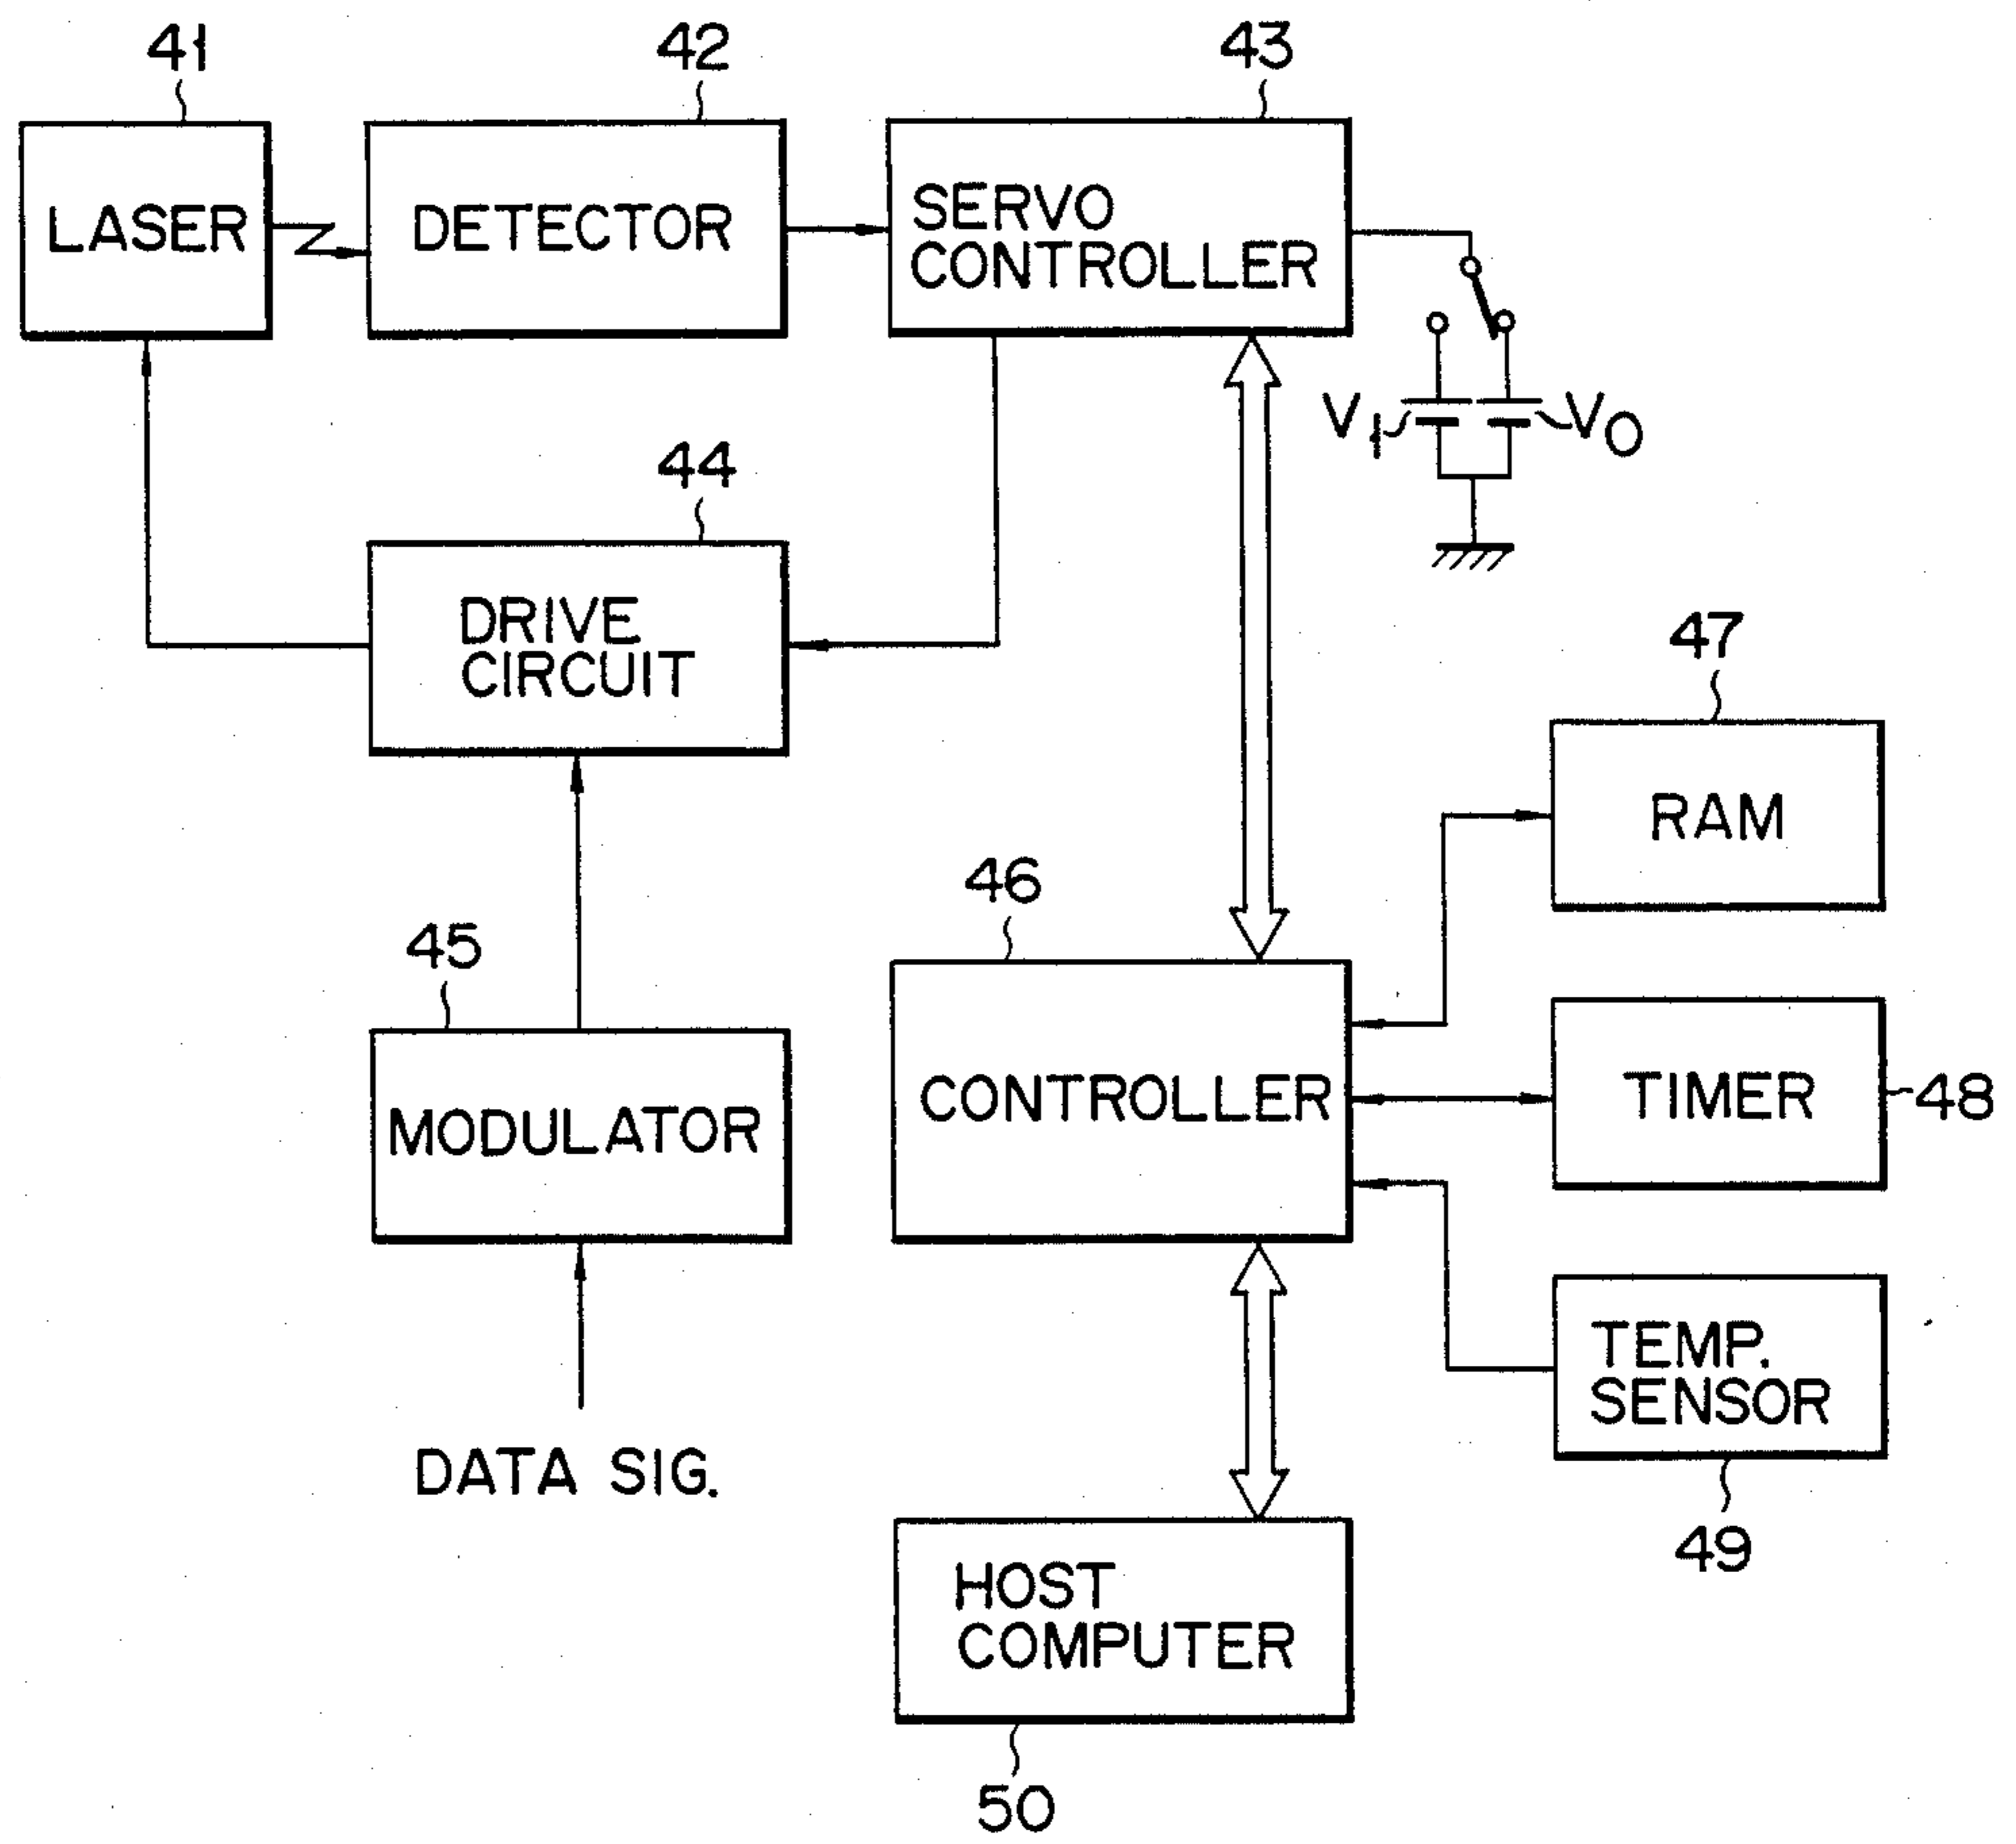 41
42
43
LASER
DETECTOR
SERVO
CONTROLLER
V1
VO
44
DRIVE
CIRCUIT
47
RAM
46
45
CONTROLLER
TIMER
48
MODULATOR
TEMP.
SENSOR
DATA SIG.
49
HOST
COMPUTER
50